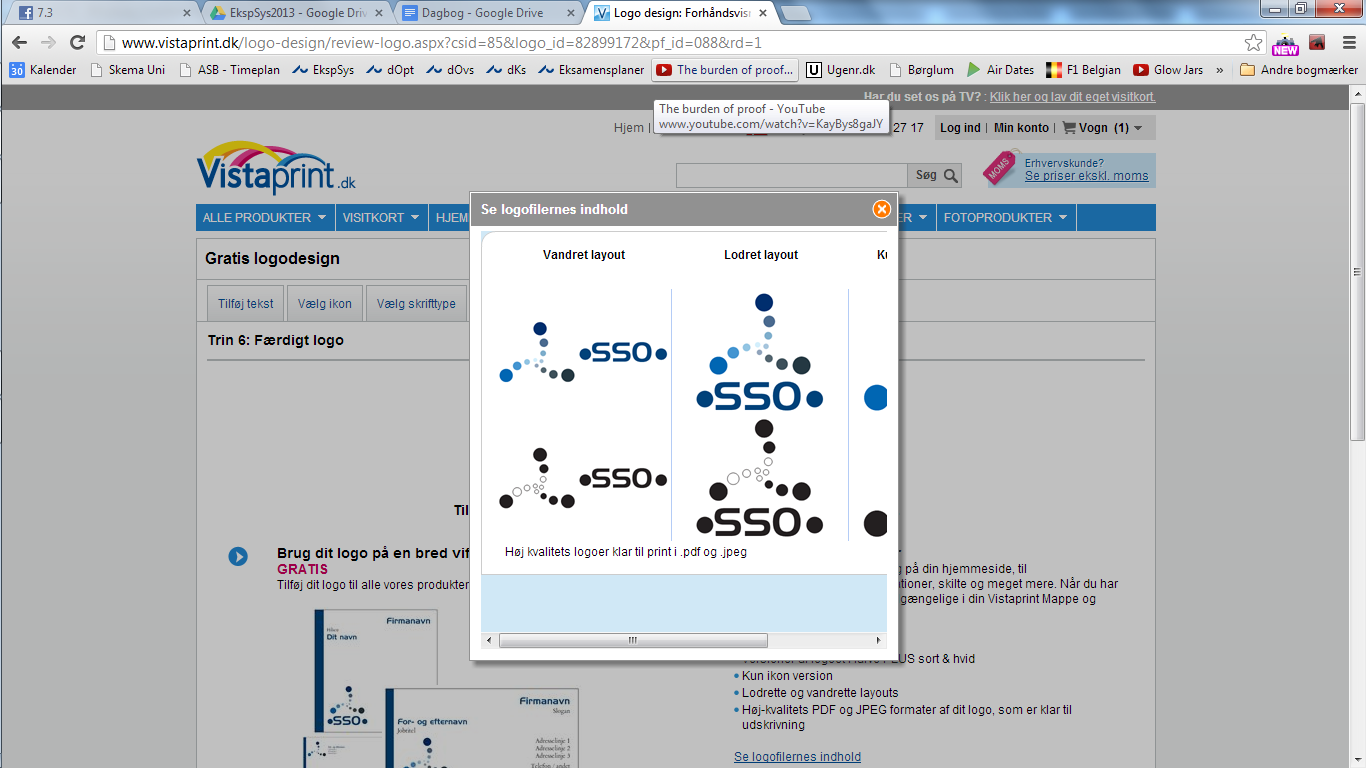 7.3
EkspSys2013 - Google Driv
Dagbog - Google Drive
Logo design: Forhåndsvis
www.vistaprint.dk/logo-design/review-logo.aspx?csid=85&logo_id=82899172&pf_id=088&rd=1
NEW
30 Kalender
Skema Uni
ASB - Timeplan
EkspSys
dOpt
dOvs
dKs
Eksamensplaner
The burden of proof...
U Ugenr.dk
Børglum
Air Dates
F1 Belgian
Glow Jars
»
Andre bogmærker
The burden of proof - YouTube
www.youtube.com/watch?v=KayBys8gaJY
Har du set os på TV? : Klik her og lav dit eget visitkort.
Hjem |
27 17
Log ind | Min konto | Vogn (1)
Vistaprint.dk
Søg
MOMS
Erhvervskunde?
Se priser ekskl. moms
ALLE PRODUKTER
VISITKORT
HJEM
ER
FOTOPRODUKTER
Gratis logodesign
Tilføj tekst
Vælg ikon
Vælg skrifttype
Trin 6: Færdigt logo
Se logofilernes indhold
Vandret layout
Lodret layout
Ku
SSO
SSO
SSO
SSO
Høj kvalitets logoer klar til print i .pdf og .jpeg
Til
Brug dit logo på en bred vif
GRATIS
Tilføj dit logo til alle vores produkter
g på din hjemmeside, til
ationer, skilte og meget mere. Når du har
gængelige i din Vistaprint Mappe og
Firmanavn
Dit navn
SSO
Firmanavn
Slogan
For- og efternavn
Jobtitel
Adresselinje 1
Adresselinje 2
Adresselinje 3
Telefon / andet
US sort & hvid
Kun ikon version
Lodrette og vandrette layouts
Høj-kvalitets PDF og JPEG formater af dit logo, som er klar til
udskrivning
Se logofilernes indhold